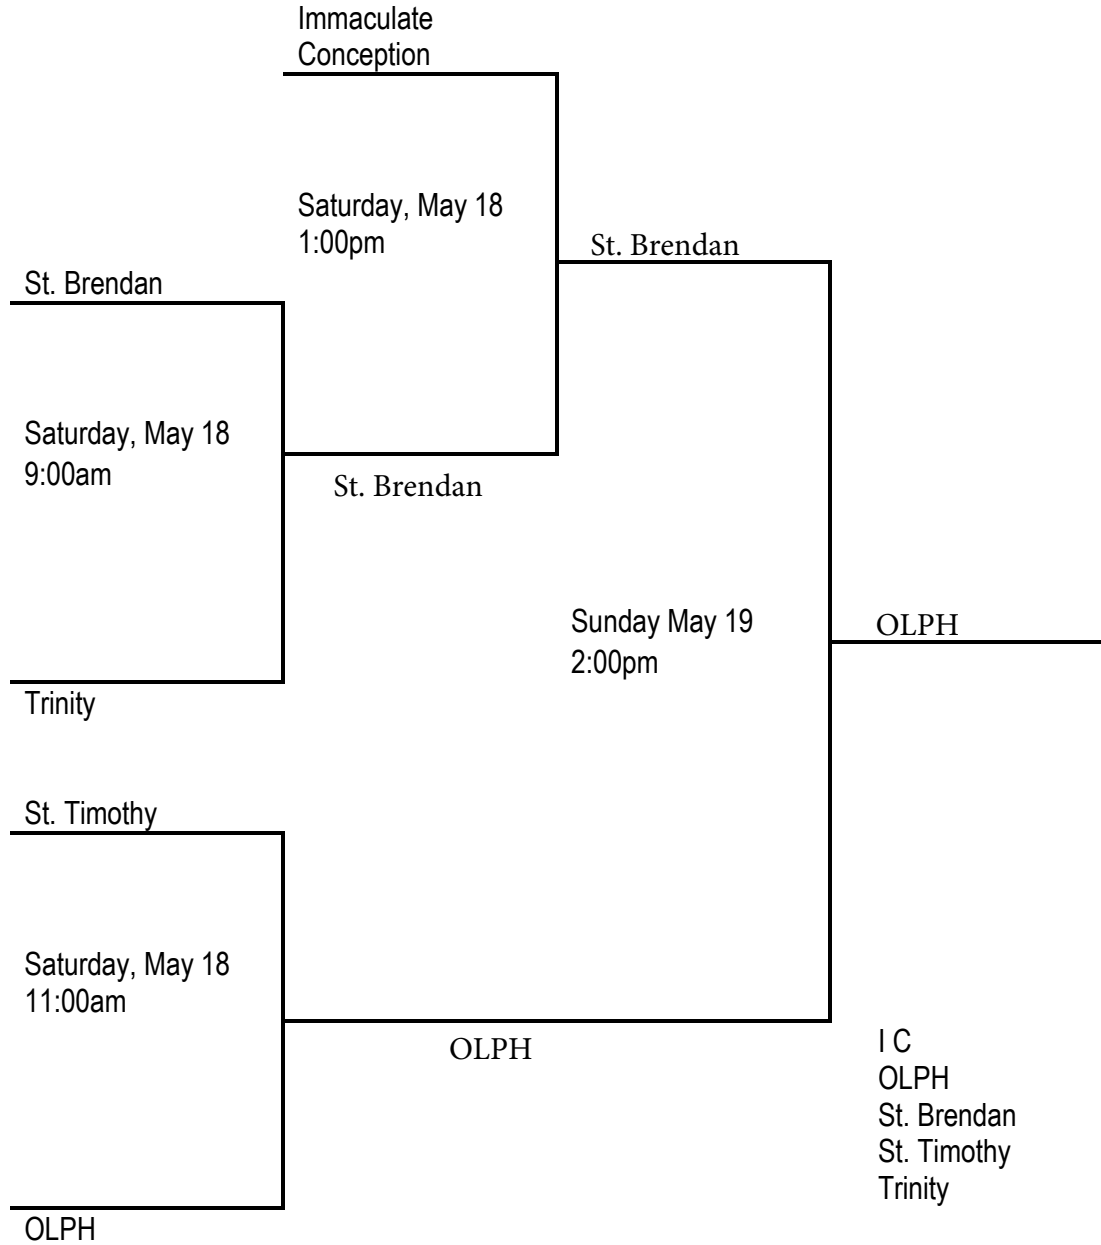 Immaculate
Conception
Saturday, May 18
1:00pm
St. Brendan
St. Brendan
Saturday, May 18
9:00am
St. Brendan
Sunday May 19
2:00pm
OLPH
Trinity
St. Timothy
Saturday, May 18
11:00am
OLPH
I C
OLPH
St. Brendan
St. Timothy
Trinity
OLPH